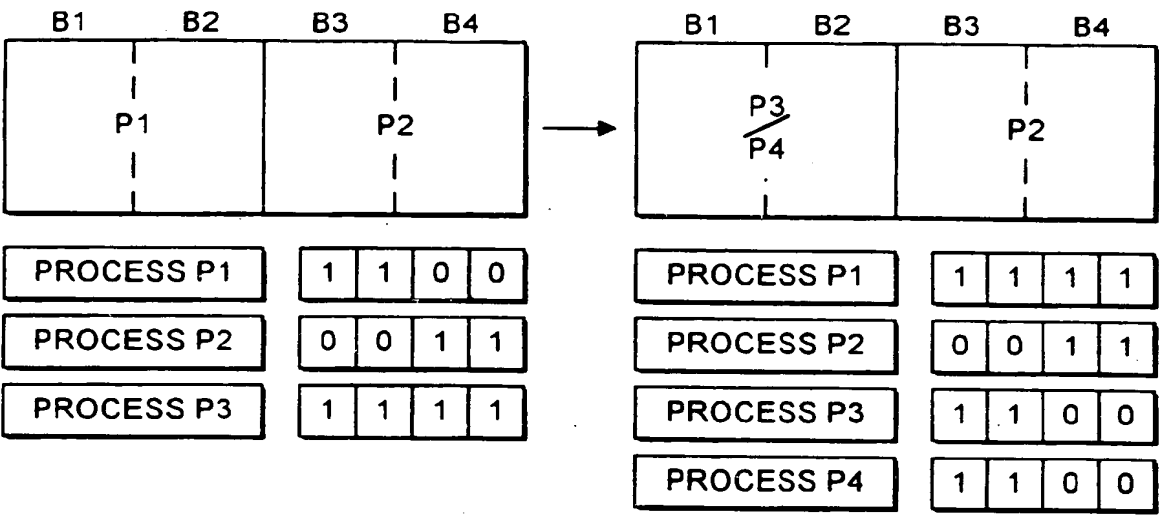 B1 B2 B3 B4
P1 P2
PROCESS P1 1 1 0 0
PROCESS P2 0 0 1 1
PROCESS P3 1 1 1 1
B1 B2 B3 B4
P3
P4
P2
PROCESS P1 1 1 1 1
PROCESS P2 0 0 1 1
PROCESS P3 1 1 0 0
PROCESS P4 1 1 0 0